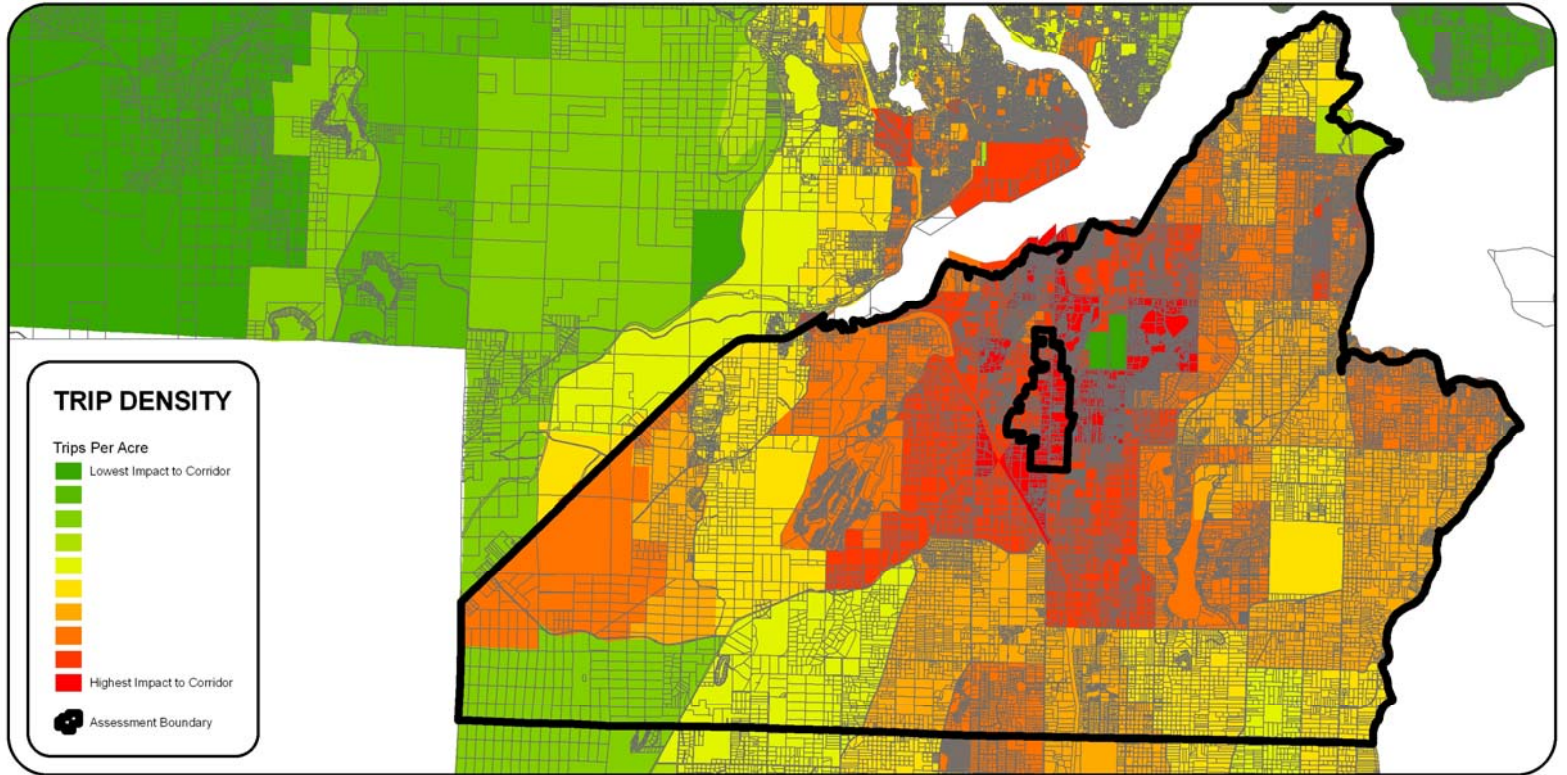 TRIP DENSITY
Trips Per Acre
Lowest Impact to Corridor
Highest Impact to Corridor
Assessment Boundary